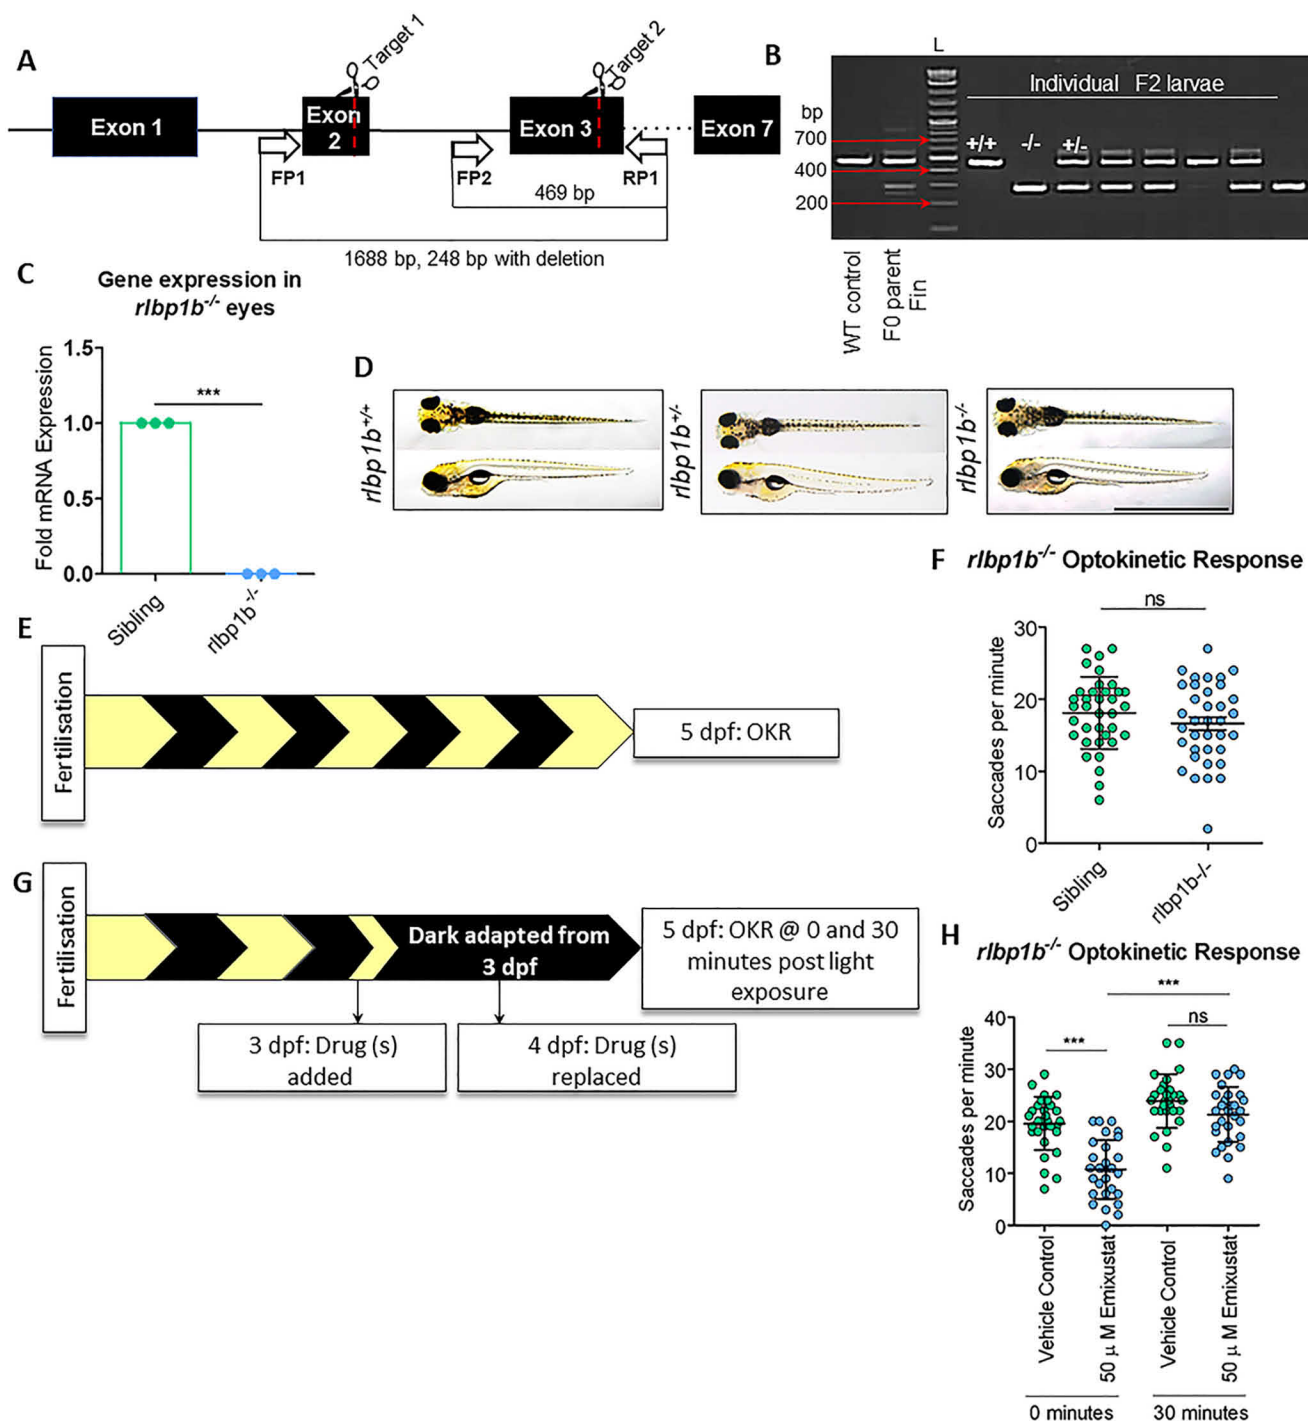 A
Target 1
Target 2
Exon 1
Exon
2
Exon 3
Exon 7
FP1
FP2
RP1
469 bp
1688 bp, 248 bp with deletion
B
L
Individual F2 larvae
bp
700
400
200
+/+
-/-
+/-
WT control
F0 parent
Fin
C
Gene expression in
rlbp1b-/- eyes
Fold mRNA Expression
1.5
1.0
0.5
0.0
***
Sibling
rlbp1b-/-
D
rlbp1b+/+
rlbp1b+/-
rlbp1b-/-
E
Fertilisation
5 dpf: OKR
F
rlbp1b-/- Optokinetic Response
ns
Saccades per minute
30
20
10
0
Sibling
rlbp1b-/-
G
Fertilisation
Dark adapted from
3 dpf
5 dpf: OKR @ 0 and 30
minutes post light
exposure
3 dpf: Drug (s)
added
4 dpf: Drug (s)
replaced
H
rlbp1b-/- Optokinetic Response
***
***
ns
Saccades per minute
40
30
20
10
0
Vehicle Control
50 μ M Emixustat
Vehicle Control
50 μ M Emixustat
0 minutes
30 minutes